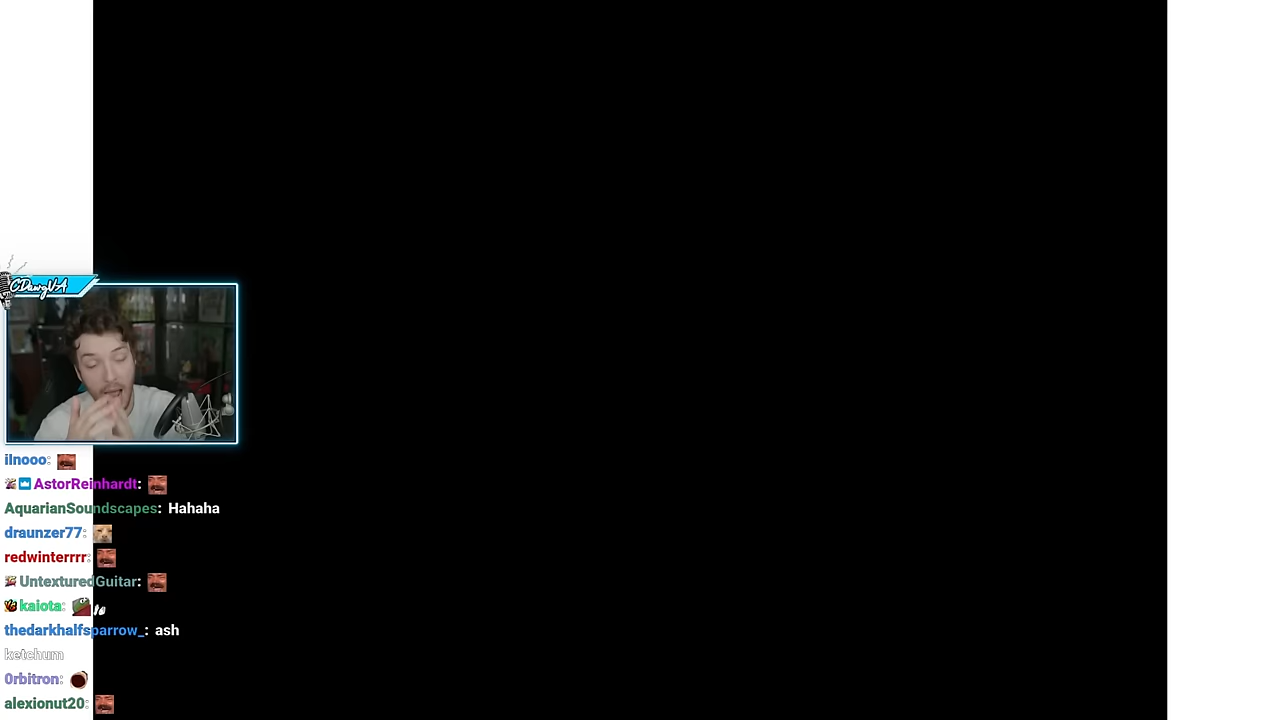 CDawgVA
ilnooo:
AstorReinhardt:
AquarianSoundscapes: Hahaha
draunzer77:
redwinterrrr:
UntexturedGuitar:
kaiota:
thedarkhalfsparrow_: ash
ketchum
0rbitron:
alexionut20: